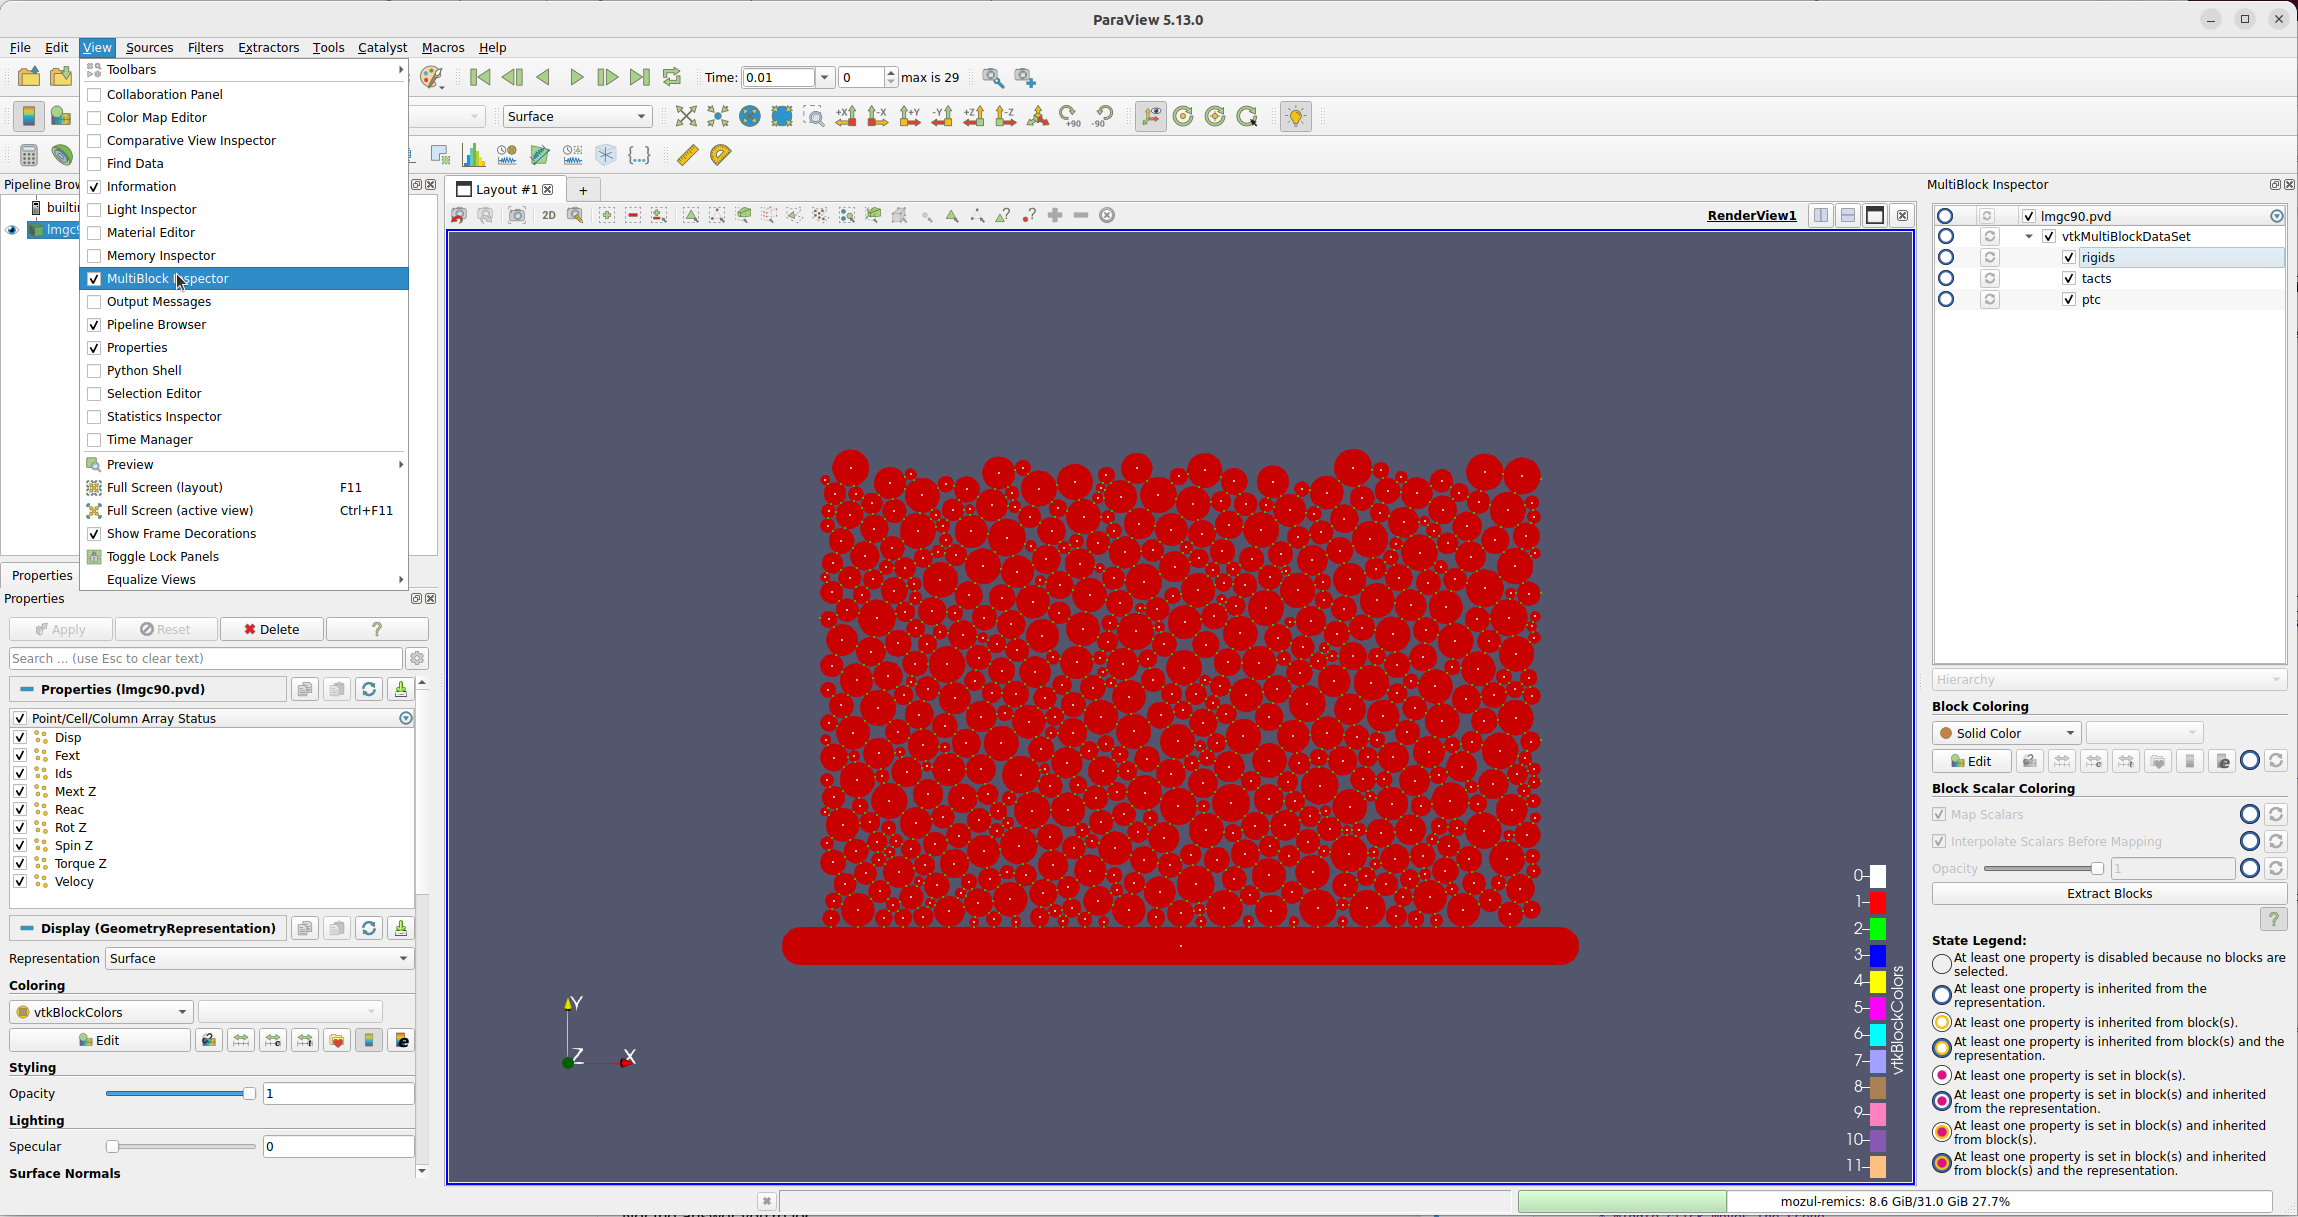 ParaView 5.13.0
File Edit View Sources Filters Extractors Tools Catalyst Macros Help
Toolbars
Collaboration Panel
Color Map Editor
Comparative View Inspector
Find Data
Information
Light Inspector
Material Editor
Memory Inspector
MultiBlock Inspector
Output Messages
Pipeline Browser
Properties
Python Shell
Selection Editor
Statistics Inspector
Time Manager
Preview
Full Screen (layout) F11
Full Screen (active view) Ctrl+F11
Show Frame Decorations
Toggle Lock Panels
Equalize Views
Time: 0.01 0 max is 29
Surface
+X -X +Y -Y +Z -Z +90 -90
Pipeline Brow
builtin
lmgc9
Properties
Properties
Apply Reset Delete ?
Search ... (use Esc to clear text)
Properties (lmgc90.pvd)
Point/Cell/Column Array Status
Disp
Fext
Ids
Mext Z
Reac
Rot Z
Spin Z
Torque Z
Velocy
Display (GeometryRepresentation)
Representation Surface
Coloring
vtkBlockColors
Edit
Styling
Opacity 1
Lighting
Specular 0
Surface Normals
Layout #1 +
2D
RenderView1
Y
Z X
0
1
2
3
4
5
6
7
8
9
10
11
vtkBlockColors
MultiBlock Inspector
lmgc90.pvd
vtkMultiBlockDataSet
rigids
tacts
ptc
Hierarchy
Block Coloring
Solid Color
Edit
Block Scalar Coloring
Map Scalars
Interpolate Scalars Before Mapping
Opacity 1
Extract Blocks
?
State Legend:
At least one property is disabled because no blocks are
selected.
At least one property is inherited from the
representation.
At least one property is inherited from block(s).
At least one property is inherited from block(s) and the
representation.
At least one property is set in block(s).
At least one property is set in block(s) and inherited
from the representation.
At least one property is set in block(s) and inherited
from block(s).
At least one property is set in block(s) and inherited
from block(s) and the representation.
mozul-remics: 8.6 GiB/31.0 GiB 27.7%